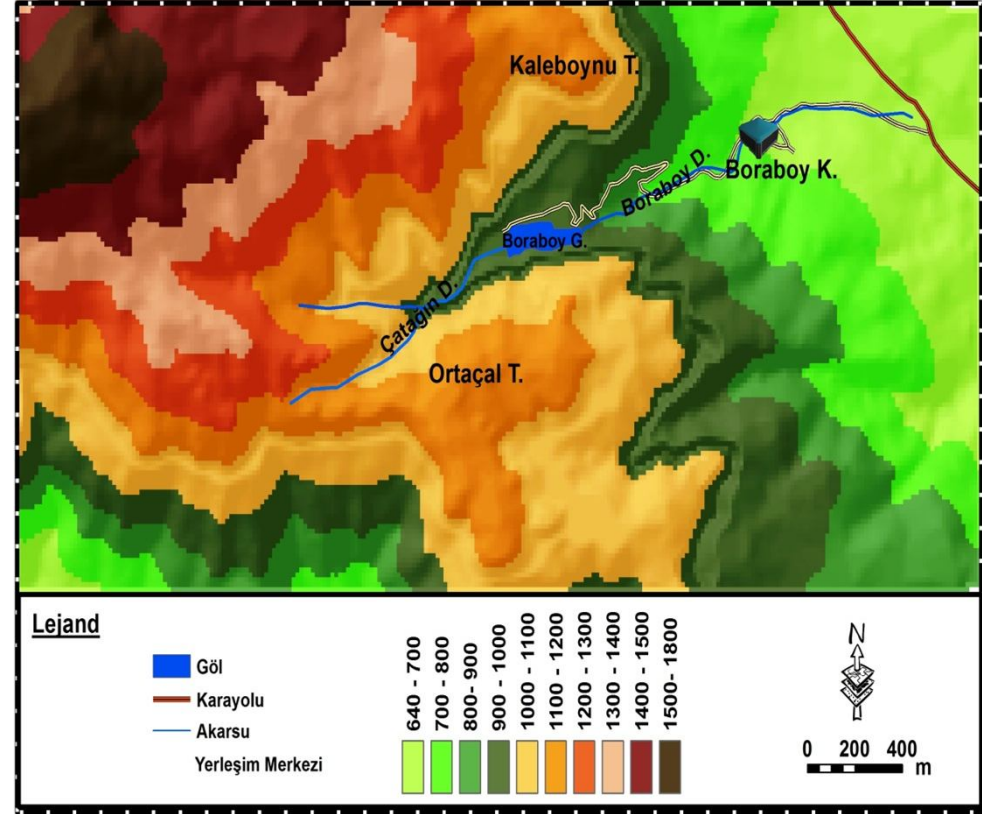 Kaleboynu T.
Boraboy K.
Boraboy D.
Boraboy G.
Çatağın D.
Ortaçal T.
Lejand
Göl
Karayolu
Akarsu
Yerleşim Merkezi
640 - 700
700 - 800
800- 900
900 - 1000
1000 - 1100
1100 - 1200
1200 - 1300
1300 - 1400
1400 - 1500
1500- 1800
N
0 200 400
m